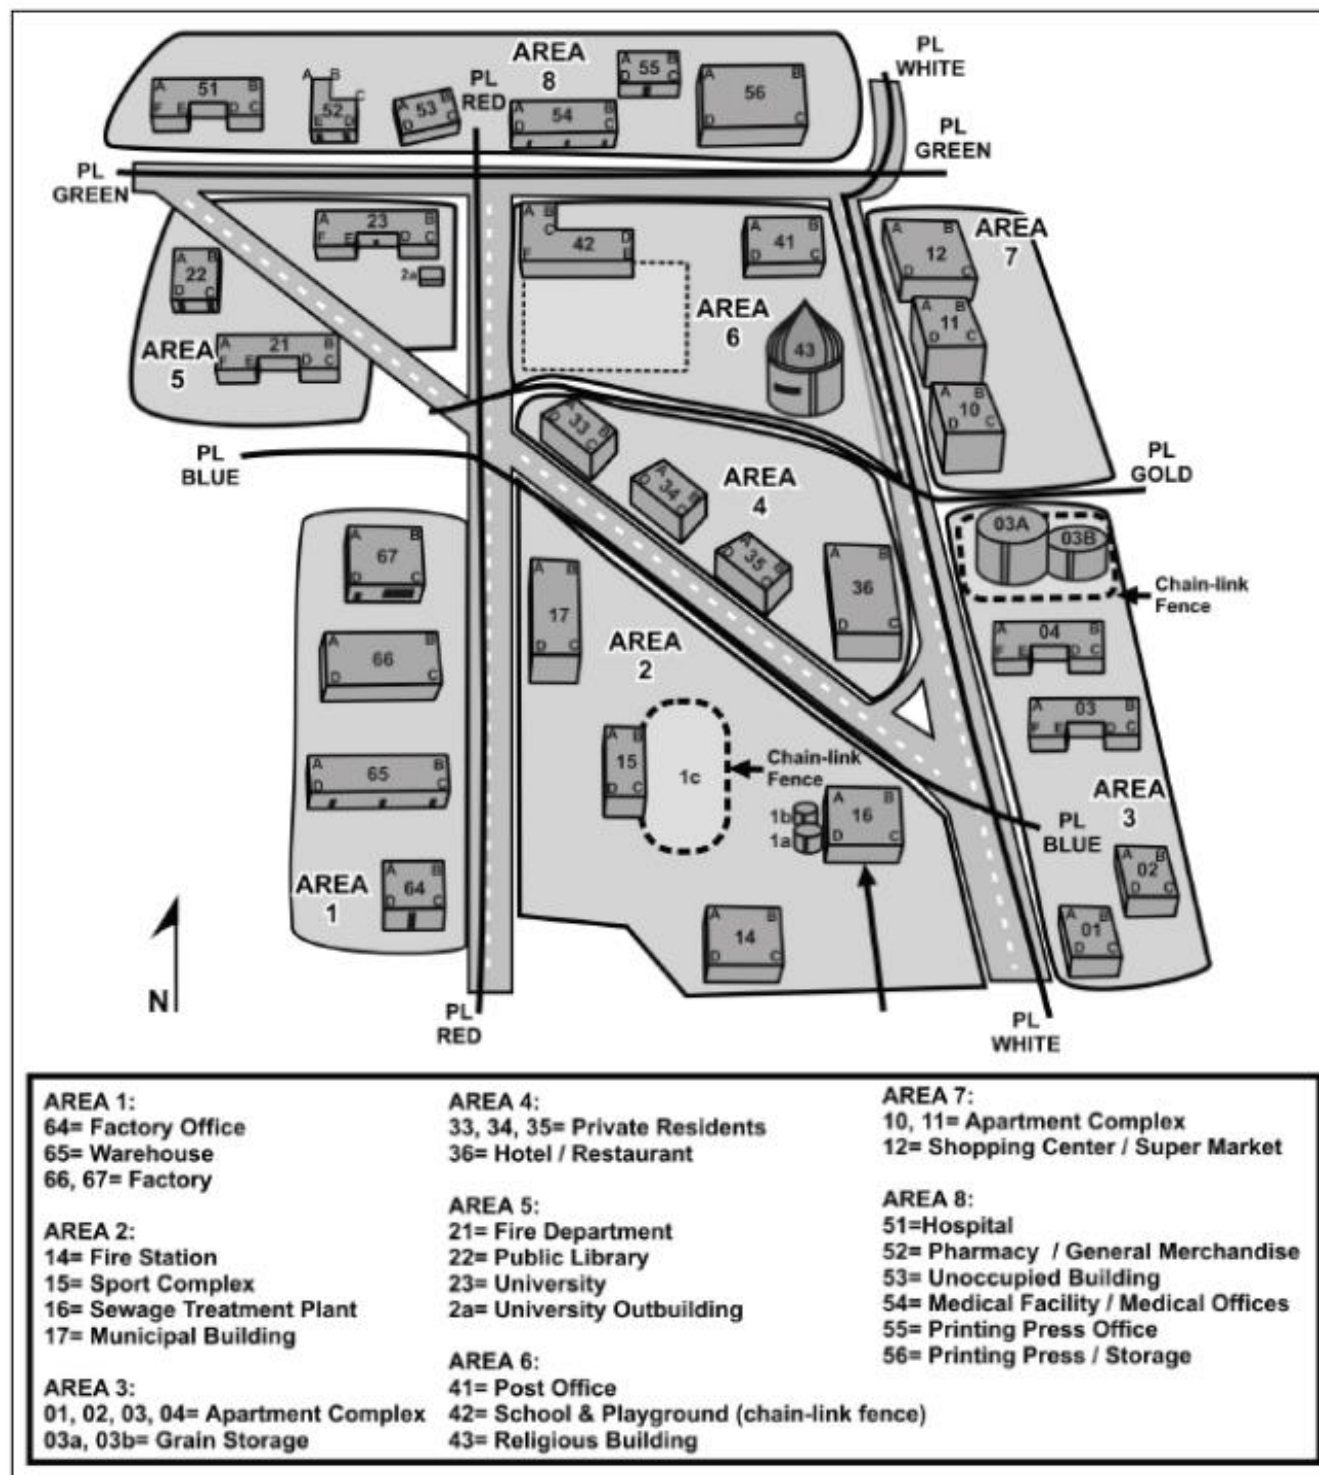 AREA
8
PL
WHITE
PL
RED
PL
GREEN
PL
GREEN
A B
51
F E D C
A B
C
52
E D
A B
53
D C
A B
54
D C
A B
55
D C
A B
56
D C
A B
23
F E D C
2a
A B
22
D C
A B
21
F E D C
AREA
5
A B
C D
42
F E
A B
41
D C
AREA
6
43
A B
12
D C
AREA
7
A B
11
D C
A B
10
D C
PL
BLUE
PL
GOLD
A B
33
D C
A B
34
D C
A B
35
D C
AREA
4
A B
36
D C
03A
03B
Chain-link
Fence
A B
04
F E D C
A B
03
F E D C
AREA
3
A B
02
D C
A B
01
D C
A B
67
D C
A B
66
D C
A B
65
D C
A B
64
D C
AREA
1
A B
17
D C
AREA
2
A B
15
D C
1c
Chain-link
Fence
1b
1a
A B
16
D C
A B
14
D C
PL
BLUE
N
PL
RED
PL
WHITE
AREA 1:
64= Factory Office
65= Warehouse
66, 67= Factory
AREA 2:
14= Fire Station
15= Sport Complex
16= Sewage Treatment Plant
17= Municipal Building
AREA 3:
01, 02, 03, 04= Apartment Complex
03a, 03b= Grain Storage
AREA 4:
33, 34, 35= Private Residents
36= Hotel / Restaurant
AREA 5:
21= Fire Department
22= Public Library
23= University
2a= University Outbuilding
AREA 6:
41= Post Office
42= School & Playground (chain-link fence)
43= Religious Building
AREA 7:
10, 11= Apartment Complex
12= Shopping Center / Super Market
AREA 8:
51=Hospital
52= Pharmacy / General Merchandise
53= Unoccupied Building
54= Medical Facility / Medical Offices
55= Printing Press Office
56= Printing Press / Storage